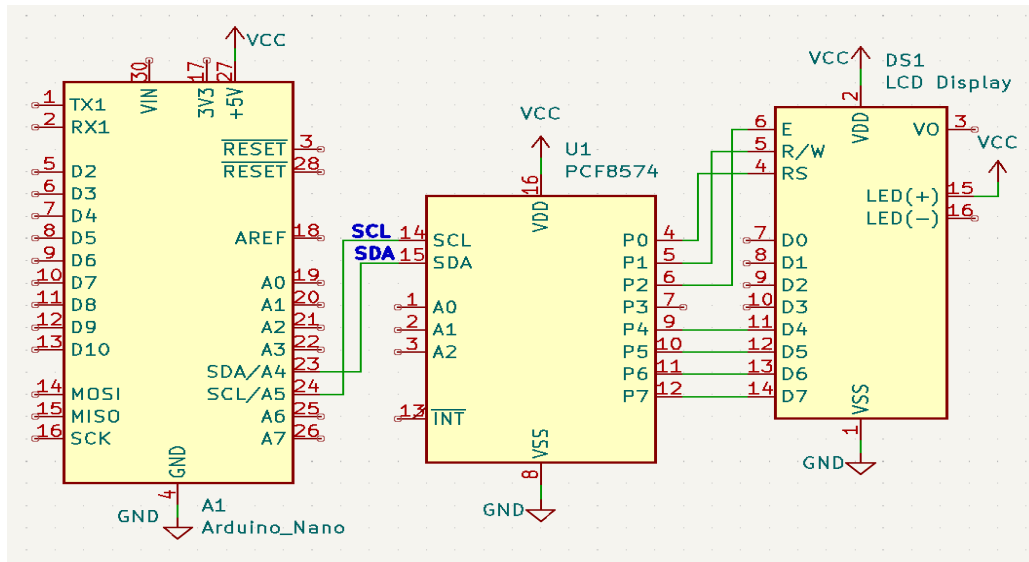 VCC
30
VIN
17
3V3
27
+5V
1 TX1
2 RX1
RESET 3
RESET 28
5 D2
6 D3
7 D4
8 D5
9 D6
10 D7
11 D8
12 D9
13 D10
AREF 18
A0 19
A1 20
A2 21
A3 22
SDA/A4 23
SCL/A5 24
A6 25
A7 26
14 MOSI
15 MISO
16 SCK
GND
4
GND
A1
Arduino_Nano
VCC
U1
PCF8574
16
VDD
SCL 14 SCL
SDA 15 SDA
1 A0
2 A1
3 A2
13 INT
P0 4
P1 5
P2 6
P3 7
P4 9
P5 10
P6 11
P7 12
VSS
8
GND
VCC
DS1
LCD Display
2
VDD
6 E
5 R/W
4 RS
VO 3
VCC
LED(+) 15
LED(-) 16
7 D0
8 D1
9 D2
10 D3
11 D4
12 D5
13 D6
14 D7
VSS
1
GND